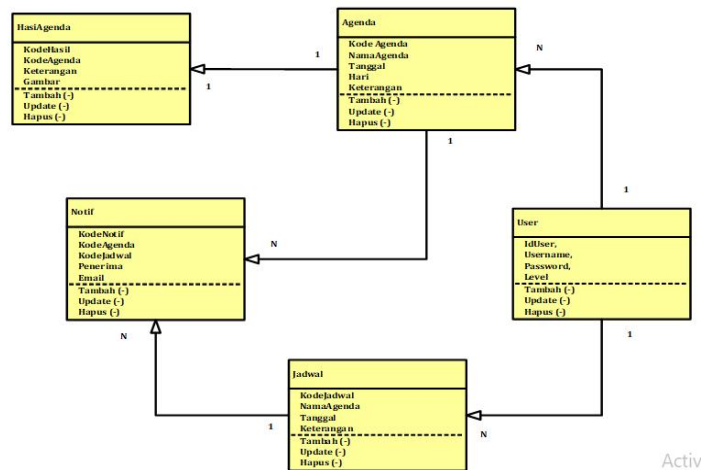 HasiAgenda
KodeHasil
KodeAgenda
Keterangan
Gambar
Tambah (-)
Update (-)
Hapus (-)
1
1
Agenda
Kode Agenda
NamaAgenda
Tanggal
Hari
Keterangan
Tambah (-)
Update (-)
Hapus (-)
N
1
1
N
Notif
KodeNotif
KodeAgenda
KodeJadwal
Penerima
Email
Tambah (-)
Update (-)
Hapus (-)
N
User
IdUser,
Username,
Password,
Level
Tambah (-)
Update (-)
Hapus (-)
1
Jadwal
KodeJadwal
NamaAgenda
Tanggal
Keterangan
Tambah (-)
Update (-)
Hapus (-)
1
N
Activ